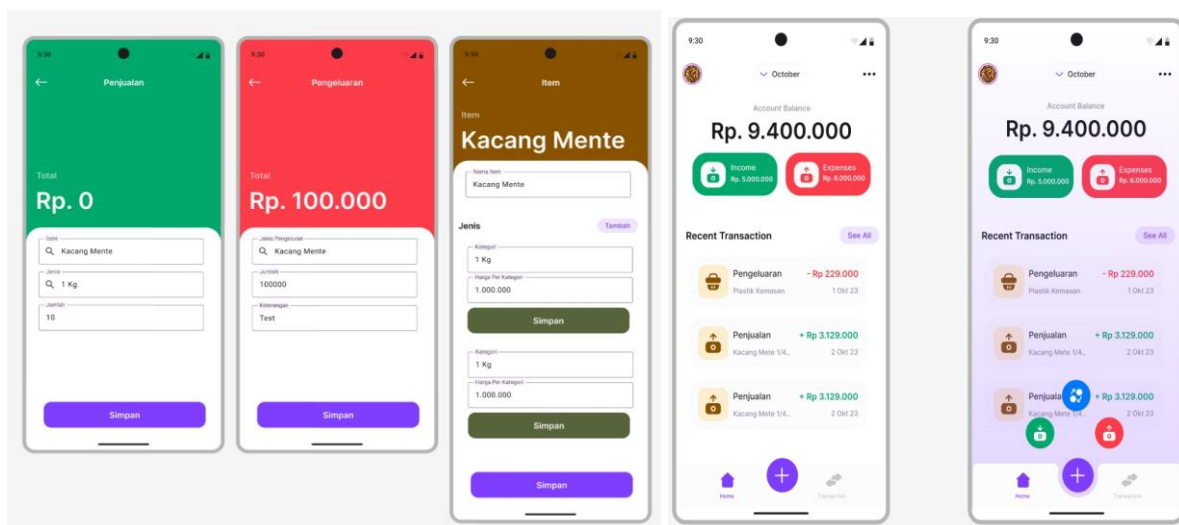 9:30
Penjualan
Total
Rp. 0
Item
Kacang Mente
Jenis
1 Kg
Jumlah
10
Simpan
9:30
Pengeluaran
Total
Rp. 100.000
Jenis Pengeluaran
Kacang Mente
Jumlah
100000
Keterangan
Test
Simpan
9:30
Item
Item
Kacang Mente
Nama Item
Kacang Mente
Jenis
Tambah
Kategori
1 Kg
Harga Per Kategori
1.000.000
Simpan
Kategori
1 Kg
Harga Per Kategori
1.000.000
Simpan
Simpan
9:30
October
Account Balance
Rp. 9.400.000
Income
Rp. 5.000.000
Expenses
Rp. 6.000.000
Recent Transaction See All
Pengeluaran - Rp 229.000
Plastik Kemasan 1 Okt 23
Penjualan + Rp 3.129.000
Kacang Mete 1/4.. 2 Okt 23
Penjualan + Rp 3.129.000
Kacang Mete 1/4.. 2 Okt 23
Home Transaction
9:30
October
Account Balance
Rp. 9.400.000
Income
Rp. 5.000.000
Expenses
Rp. 6.000.000
Recent Transaction See All
Pengeluaran - Rp 229.000
Plastik Kemasan 1 Okt 23
Penjualan + Rp 3.129.000
Kacang Mete 1/4.. 2 Okt 23
Penjuala + Rp 3.129.000
Kacang Mete 1/4.. 2 Okt 23
Home Transaction